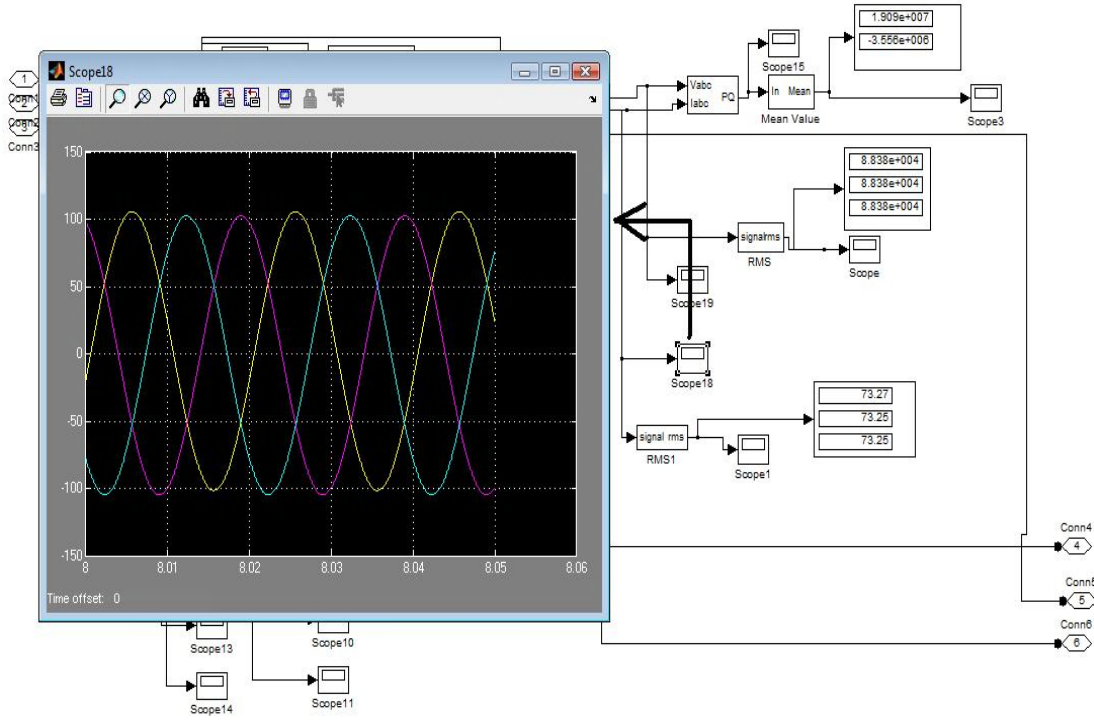 1.909e+007
-3.556e+006
Scope15
Vabc
Iabc
PQ
In Mean
Mean Value
Scope3
1
Conn1
2
Conn2
3
Conn3
Scope18
150
100
50
0
-50
-100
-150
8
8.01
8.02
8.03
8.04
8.05
8.06
Time offset: 0
8.838e+004
8.838e+004
8.838e+004
signal rms
RMS
Scope
Scope19
Scope18
73.27
73.25
73.25
signal rms
RMS1
Scope1
Conn4
4
Conn5
5
Conn6
6
Scope13
Scope10
Scope14
Scope11